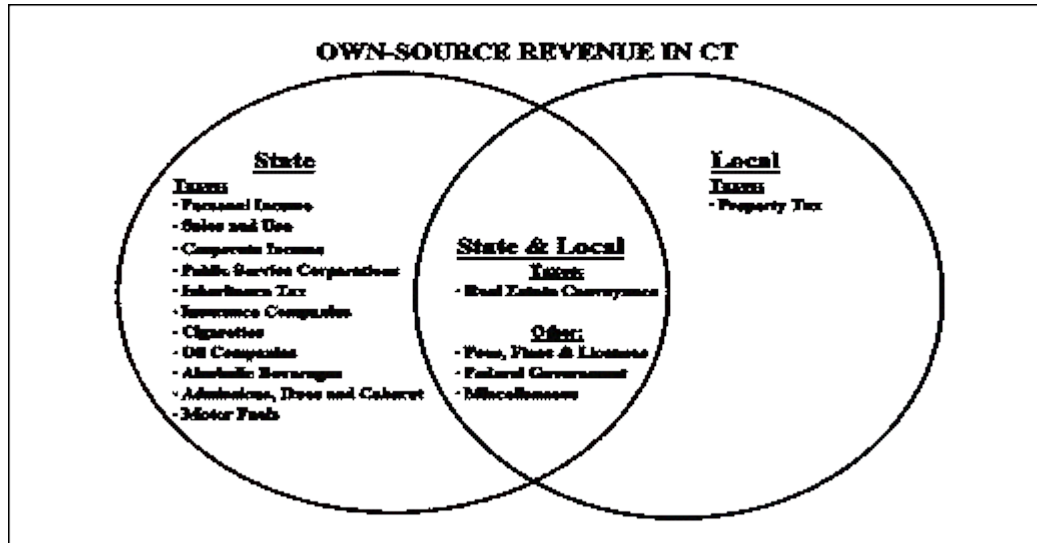 OWN-SOURCE REVENUE IN CT
State
Taxes:
- Personal Income
- Sales and Use
- Corporate Income
- Public Service Corporations
- Inheritance Tax
- Insurance Companies
- Cigarettes
- Oil Companies
- Alcoholic Beverages
- Admissions, Dues and Cabaret
- Motor Fuels
State & Local
Taxes:
- Real Estate Conveyance
Other:
- Fees, Fines & Licenses
- Federal Government
- Miscellaneous
Local
Taxes:
- Property Tax